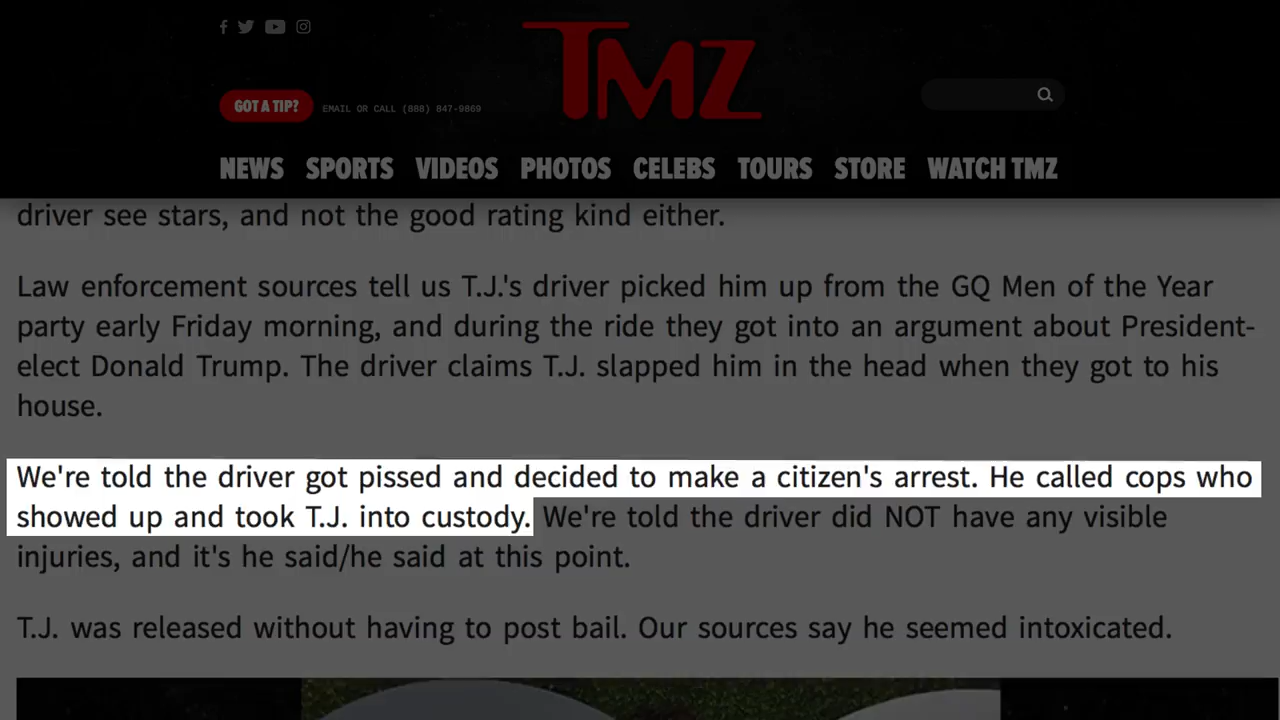 TMZ
GOT A TIP?
EMAIL OR CALL (888) 847-9869
NEWS SPORTS VIDEOS PHOTOS CELEBS TOURS STORE WATCH TMZ
driver see stars, and not the good rating kind either.
Law enforcement sources tell us T.J.'s driver picked him up from the GQ Men of the Year
party early Friday morning, and during the ride they got into an argument about President-
elect Donald Trump. The driver claims T.J. slapped him in the head when they got to his
house.
We're told the driver got pissed and decided to make a citizen's arrest. He called cops who
showed up and took T.J. into custody. We're told the driver did NOT have any visible
injuries, and it's he said/he said at this point.
T.J. was released without having to post bail. Our sources say he seemed intoxicated.